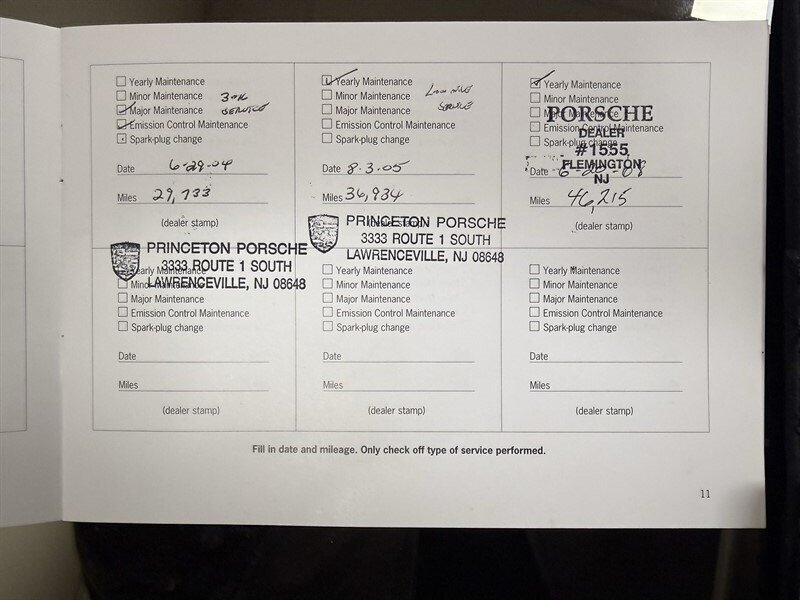 Yearly Maintenance
Minor Maintenance 30K
Major Maintenance SERVICE
Emission Control Maintenance
Spark-plug change
Date 6-29-04
Miles 29,733
(dealer stamp)
PRINCETON PORSCHE
3333 ROUTE 1 SOUTH
LAWRENCEVILLE, NJ 08648
Yearly Maintenance
Minor Maintenance
Major Maintenance SERVICE
Emission Control Maintenance
Spark-plug change
Date 8.3.05
Miles 36,934
(dealer stamp)
PRINCETON PORSCHE
3333 ROUTE 1 SOUTH
LAWRENCEVILLE, NJ 08648
Yearly Maintenance
Minor Maintenance
Major Maintenance
Emission Control Maintenance
Spark-plug change
PORSCHE
DEALER
#1555
FLEMINGTON
NJ
Date
Miles 46,215
(dealer stamp)
Yearly Maintenance
Minor Maintenance
Major Maintenance
Emission Control Maintenance
Spark-plug change
Date
Miles
(dealer stamp)
Yearly Maintenance
Minor Maintenance
Major Maintenance
Emission Control Maintenance
Spark-plug change
Date
Miles
(dealer stamp)
Yearly Maintenance
Minor Maintenance
Major Maintenance
Emission Control Maintenance
Spark-plug change
Date
Miles
(dealer stamp)
Fill in date and mileage. Only check off type of service performed.
11